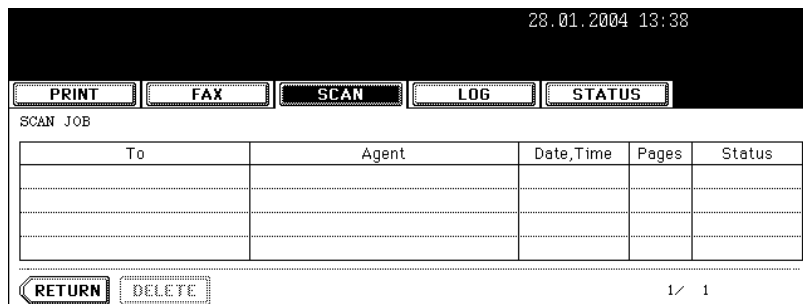 28.01.2004 13:38
PRINT FAX SCAN LOG STATUS
SCAN JOB
To Agent Date,Time Pages Status
RETURN DELETE 1/ 1